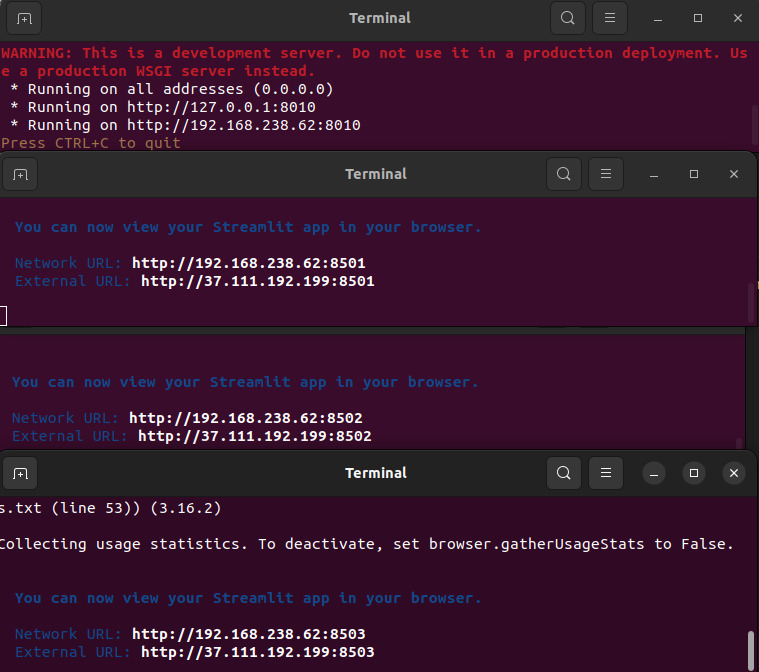 Terminal
WARNING: This is a development server. Do not use it in a production deployment. Us
e a production WSGI server instead.
 * Running on all addresses (0.0.0.0)
 * Running on http://127.0.0.1:8010
 * Running on http://192.168.238.62:8010
Press CTRL+C to quit
Terminal
You can now view your Streamlit app in your browser.
Network URL: http://192.168.238.62:8501
External URL: http://37.111.192.199:8501
You can now view your Streamlit app in your browser.
Network URL: http://192.168.238.62:8502
External URL: http://37.111.192.199:8502
Terminal
s.txt (line 53)) (3.16.2)
Collecting usage statistics. To deactivate, set browser.gatherUsageStats to False.
You can now view your Streamlit app in your browser.
Network URL: http://192.168.238.62:8503
External URL: http://37.111.192.199:8503